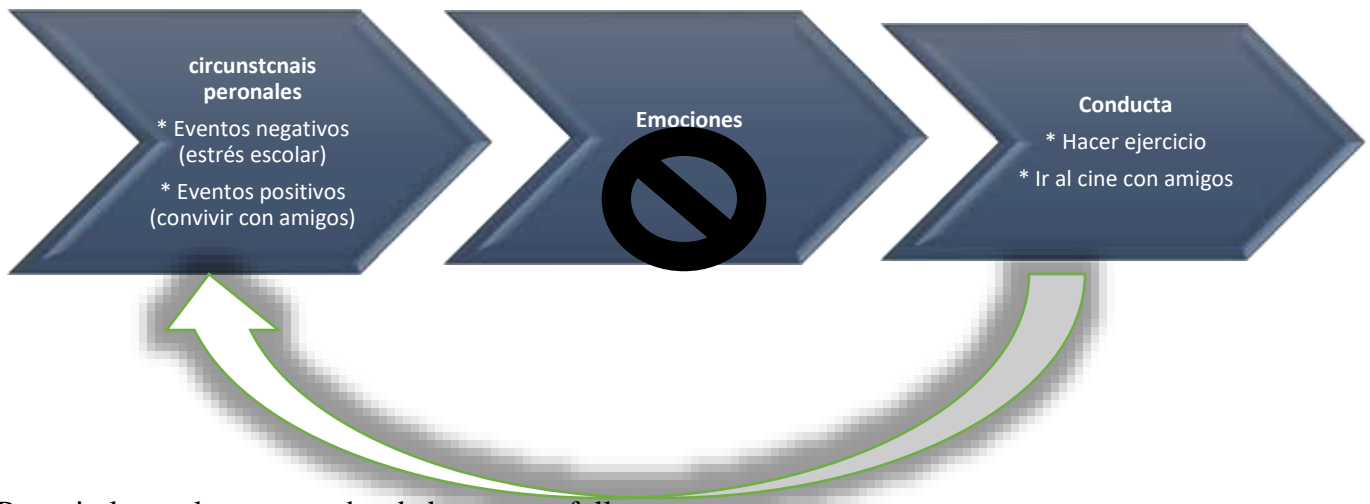 circunstcnais
peronales
* Eventos negativos
(estrés escolar)
* Eventos positivos
(convivir con amigos)
Emociones
Conducta
* Hacer ejercicio
* Ir al cine con amigos